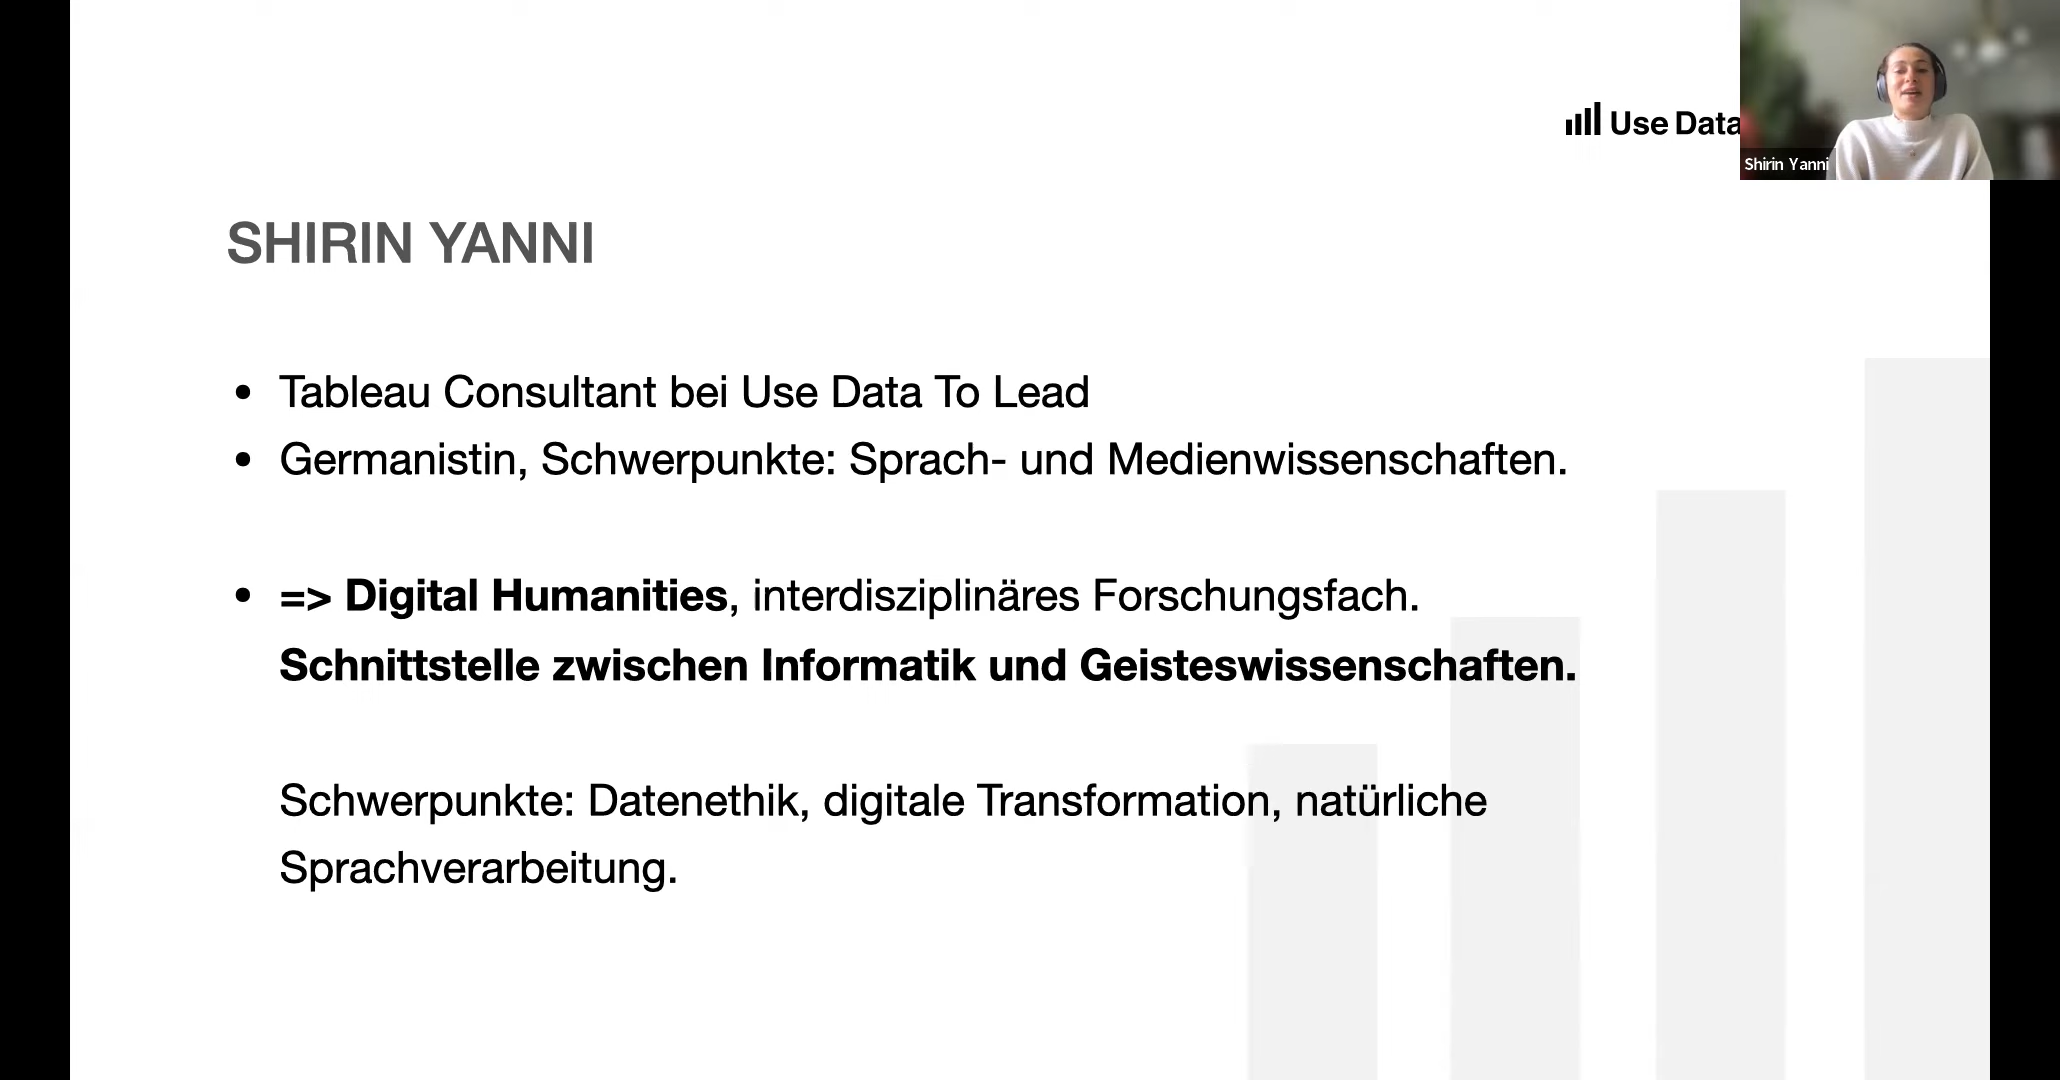 Use Data
Shirin Yanni
SHIRIN YANNI
• Tableau Consultant bei Use Data To Lead
• Germanistin, Schwerpunkte: Sprach- und Medienwissenschaften.
• => Digital Humanities, interdisziplinäres Forschungsfach.
Schnittstelle zwischen Informatik und Geisteswissenschaften.
Schwerpunkte: Datenethik, digitale Transformation, natürliche
Sprachverarbeitung.